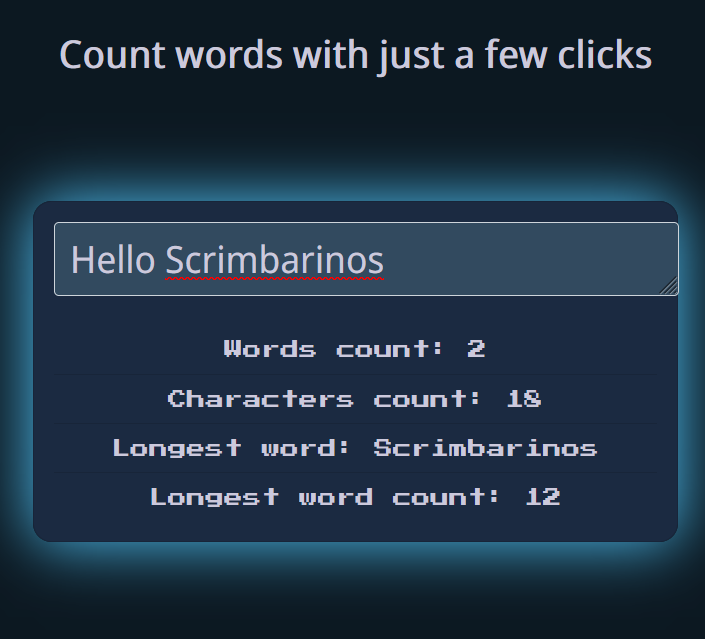 Count words with just a few clicks
Hello Scrimbarinos
Words count: 2
Characters count: 18
Longest word: Scrimbarinos
Longest word count: 12